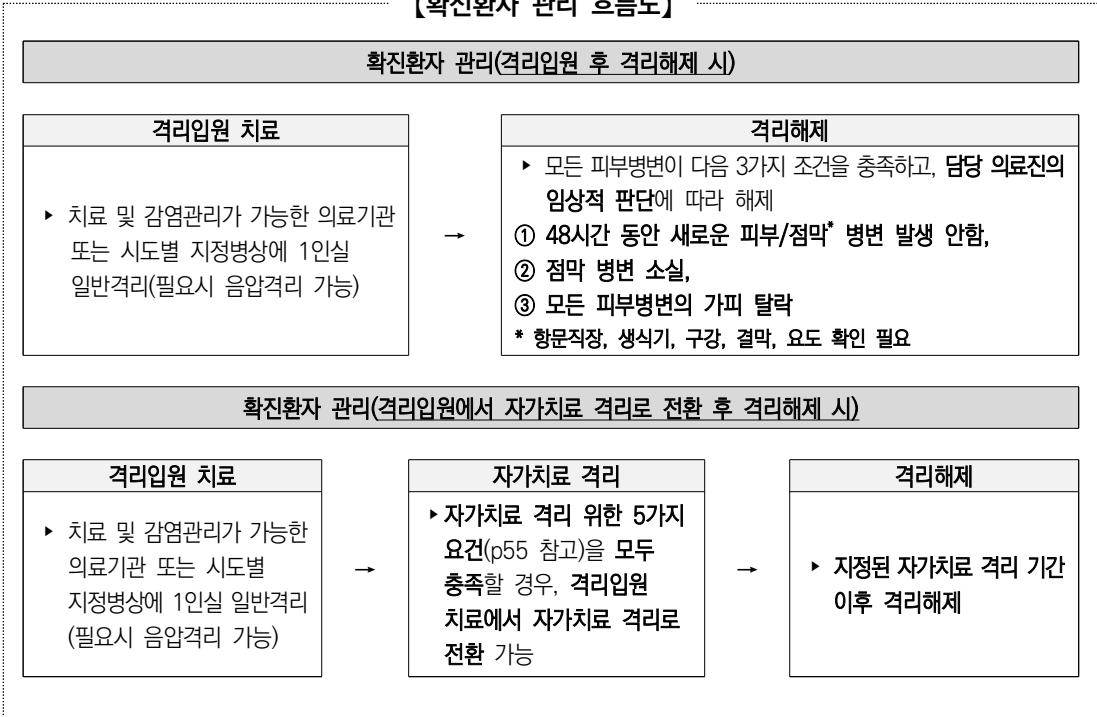 【확진환자 관리 흐름도】
확진환자 관리(격리입원 후 격리해제 시)
격리입원 치료
▸ 치료 및 감염관리가 가능한 의료기관
또는 시도별 지정병상에 1인실
일반격리(필요시 음압격리 가능)
→
격리해제
▸ 모든 피부병변이 다음 3가지 조건을 충족하고, 담당 의료진의
임상적 판단에 따라 해제
① 48시간 동안 새로운 피부/점막* 병변 발생 안함,
② 점막 병변 소실,
③ 모든 피부병변의 가피 탈락
* 항문직장, 생식기, 구강, 결막, 요도 확인 필요
확진환자 관리(격리입원에서 자가치료 격리로 전환 후 격리해제 시)
격리입원 치료
▸ 치료 및 감염관리가 가능한
의료기관 또는 시도별
지정병상에 1인실 일반격리
(필요시 음압격리 가능)
→
자가치료 격리
▸자가치료 격리 위한 5가지
요건(p55 참고)을 모두
충족할 경우, 격리입원
치료에서 자가치료 격리로
전환 가능
→
격리해제
▸ 지정된 자가치료 격리 기간
이후 격리해제